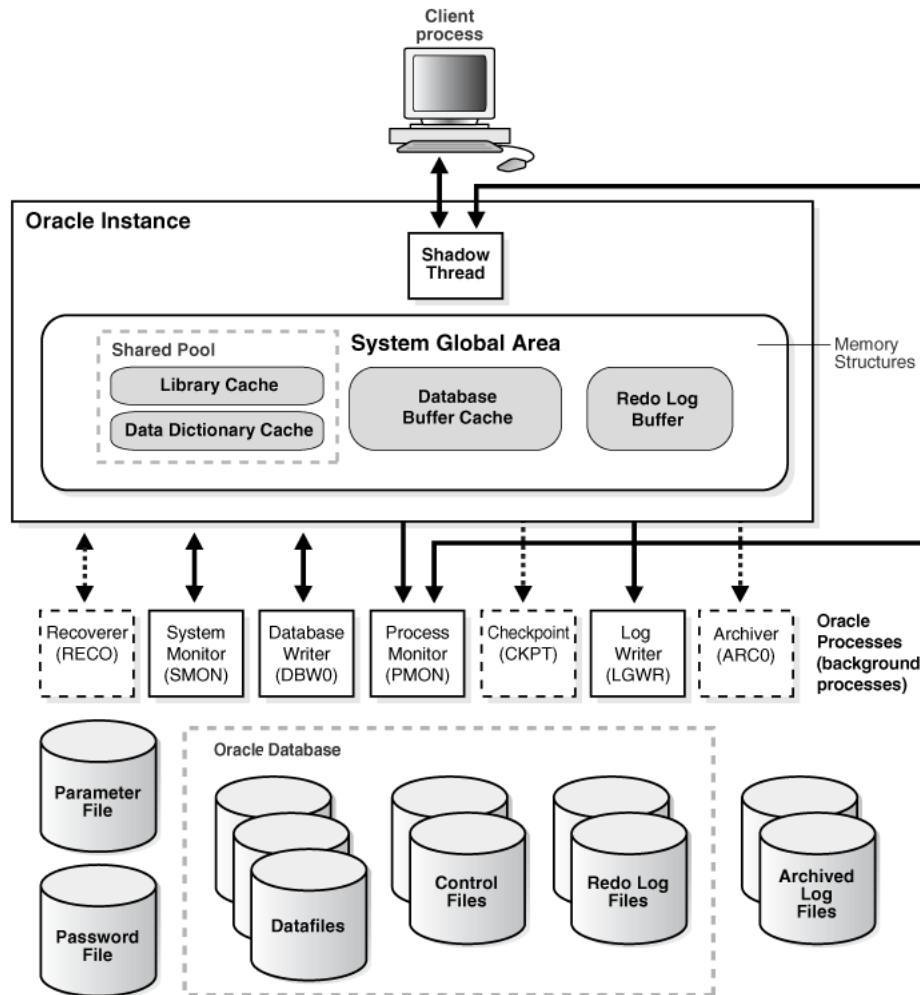 Client
process
Oracle Instance
Shadow
Thread
System Global Area
Shared Pool
Library Cache
Data Dictionary Cache
Database
Buffer Cache
Redo Log
Buffer
Memory
Structures
Recoverer
(RECO)
System
Monitor
(SMON)
Database
Writer
(DBW0)
Process
Monitor
(PMON)
Checkpoint
(CKPT)
Log
Writer
(LGWR)
Archiver
(ARC0)
Oracle
Processes
(background
processes)
Parameter
File
Password
File
Oracle Database
Datafiles
Control
Files
Redo Log
Files
Archived
Log
Files